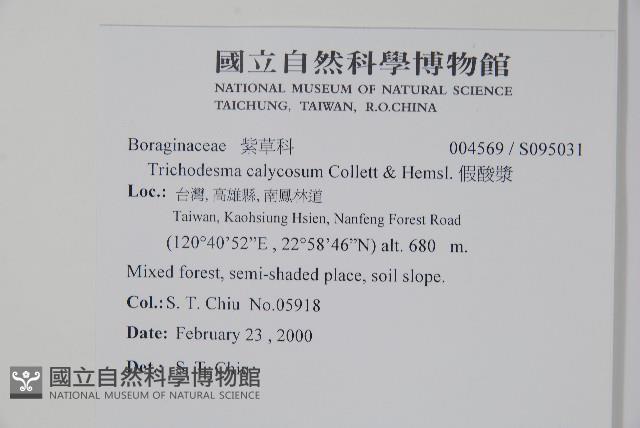 國立自然科學博物館
NATIONAL MUSEUM OF NATURAL SCIENCE
TAICHUNG, TAIWAN, R.O.CHINA
Boraginaceae 紫草科 004569 / S095031
Trichodesma calycosum Collett & Hemsl. 假酸漿
Loc.: 台灣, 高雄縣, 南鳳林道
Taiwan, Kaohsiung Hsien, Nanfeng Forest Road
(120°40'52”E , 22°58'46”N) alt. 680 m.
Mixed forest, semi-shaded place, soil slope.
Col.: S. T. Chiu No.05918
Date: February 23 , 2000
Det.: S. T. Chiu
國立自然科學博物館
NATIONAL MUSEUM OF NATURAL SCIENCE